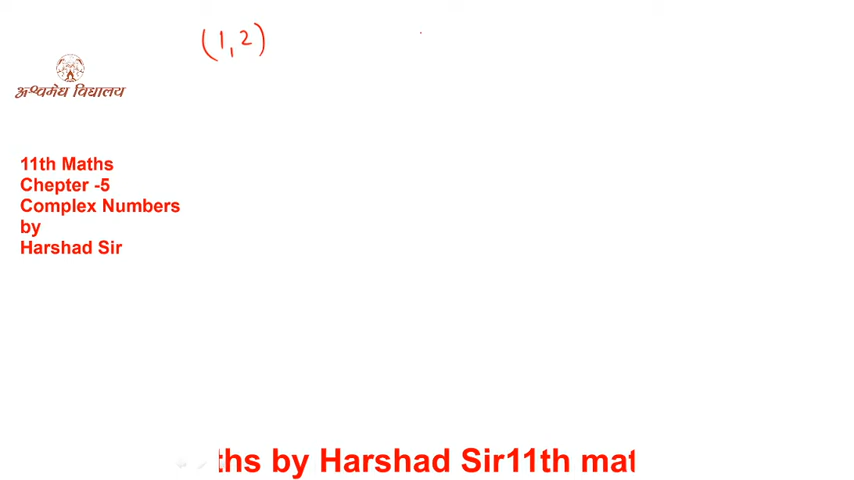 (1,2)
अश्वमेध विद्यालय
11th Maths
Chepter -5
Complex Numbers
by
Harshad Sir
ths by Harshad Sir11th mat